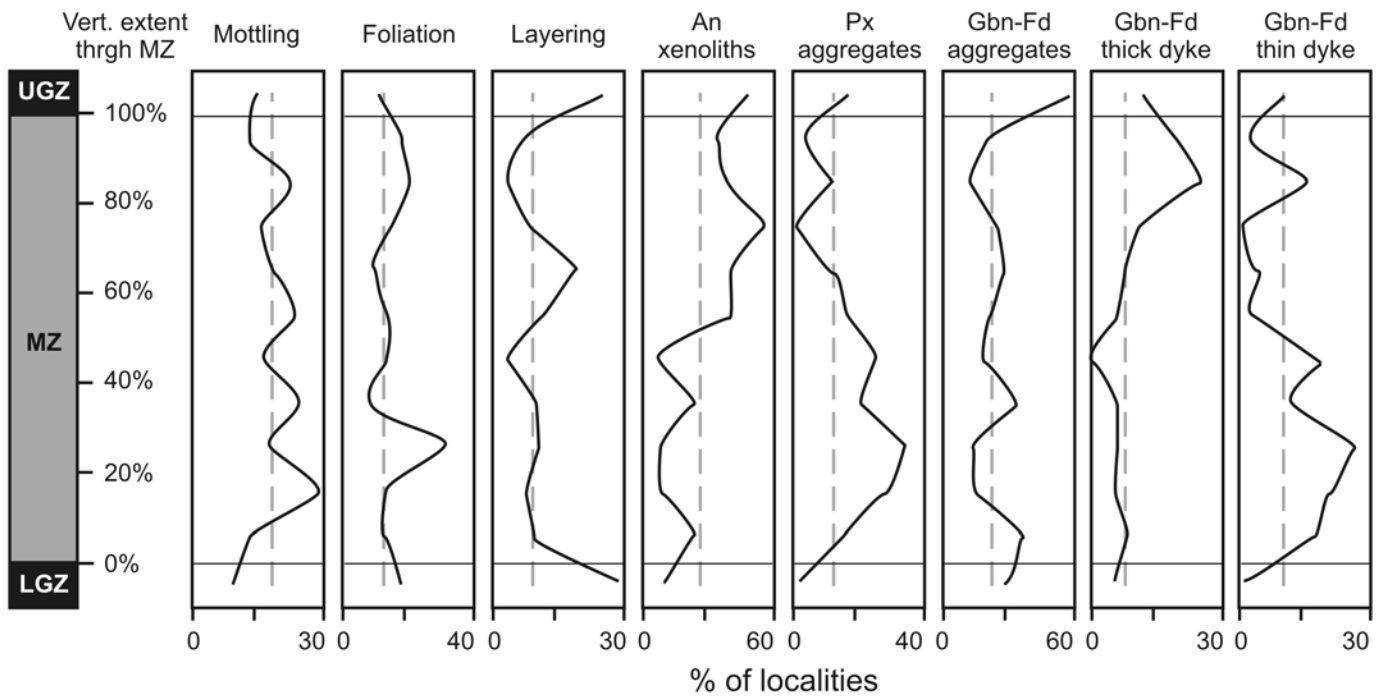 Vert. extent
thrgh MZ
Mottling
Foliation
Layering
An
xenoliths
Px
aggregates
Gbn-Fd
aggregates
Gbn-Fd
thick dyke
Gbn-Fd
thin dyke
UGZ
MZ
LGZ
100%
80%
60%
40%
20%
0%
0 30
0 40
0 30
0 60
0 40
0 60
0 30
0 30
% of localities